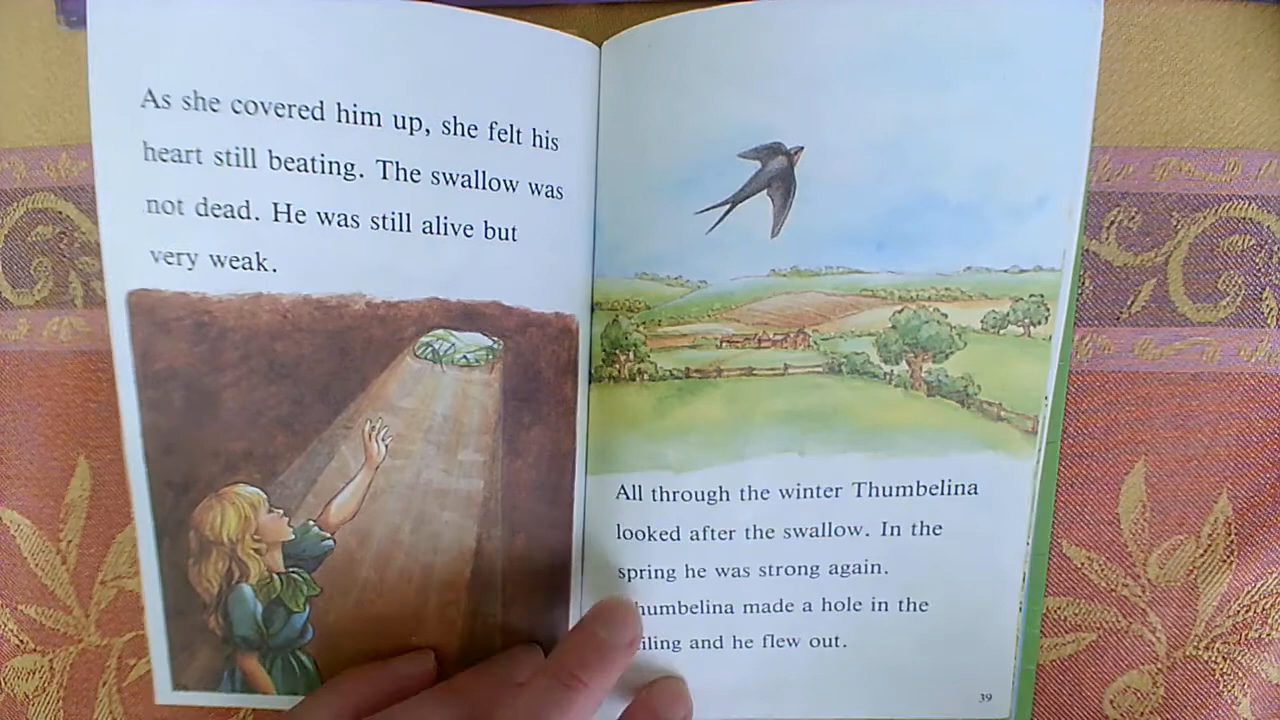 As she covered him up, she felt his
heart still beating. The swallow was
not dead. He was still alive but
very weak.
All through the winter Thumbelina
looked after the swallow. In the
spring he was strong again.
humbelina made a hole in the
iling and he flew out.
39